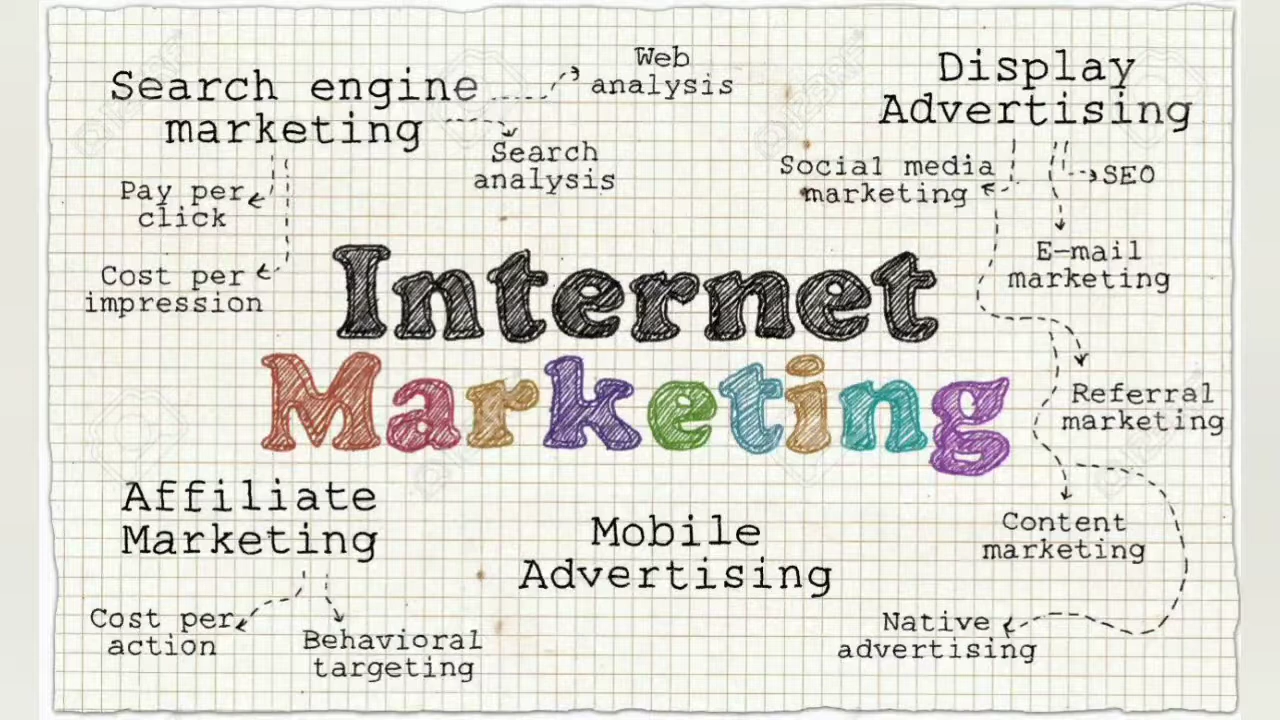 Search engine
marketing
Web
analysis
Search
analysis
Pay per
click
Cost per
impression
Display
Advertising
Social media
marketing
SEO
E-mail
marketing
Internet
Marketing
Referral
marketing
Content
marketing
Native
advertising
Affiliate
Marketing
Cost per
action
Behavioral
targeting
Mobile
Advertising